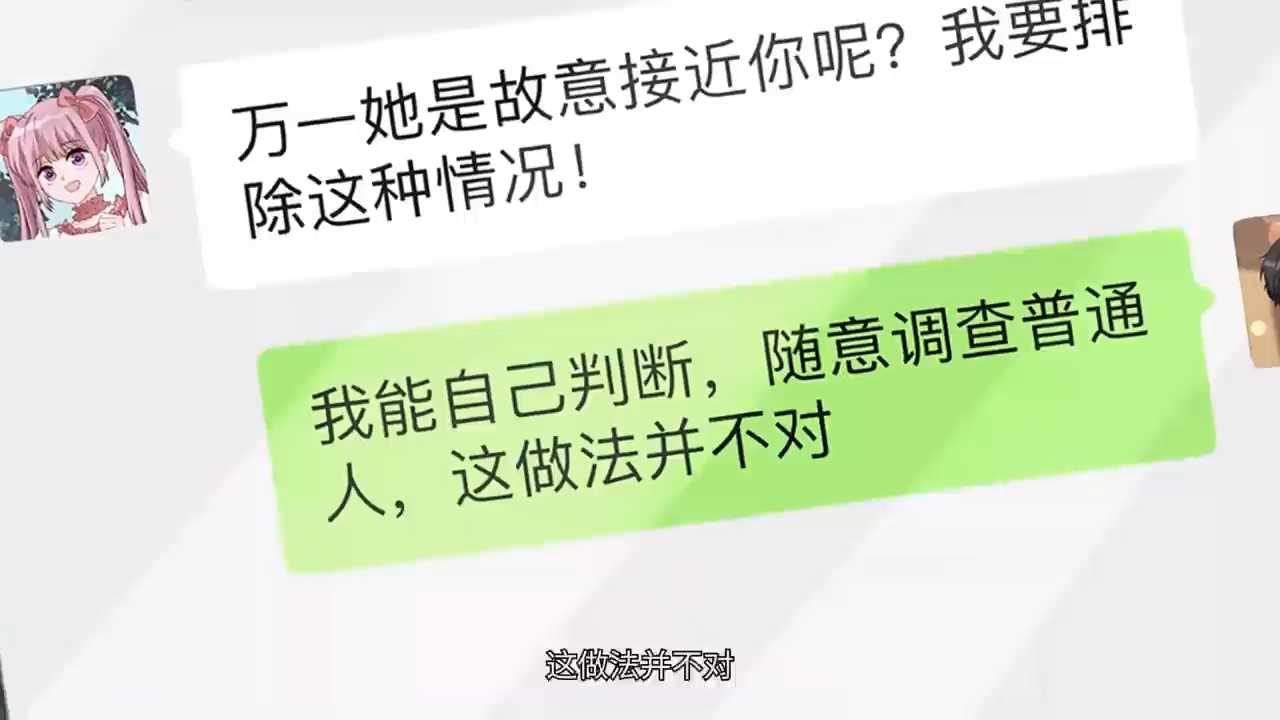 万一她是故意接近你呢？我要排
除这种情况！
我能自己判断，随意调查普通
人，这做法并不对
这做法并不对